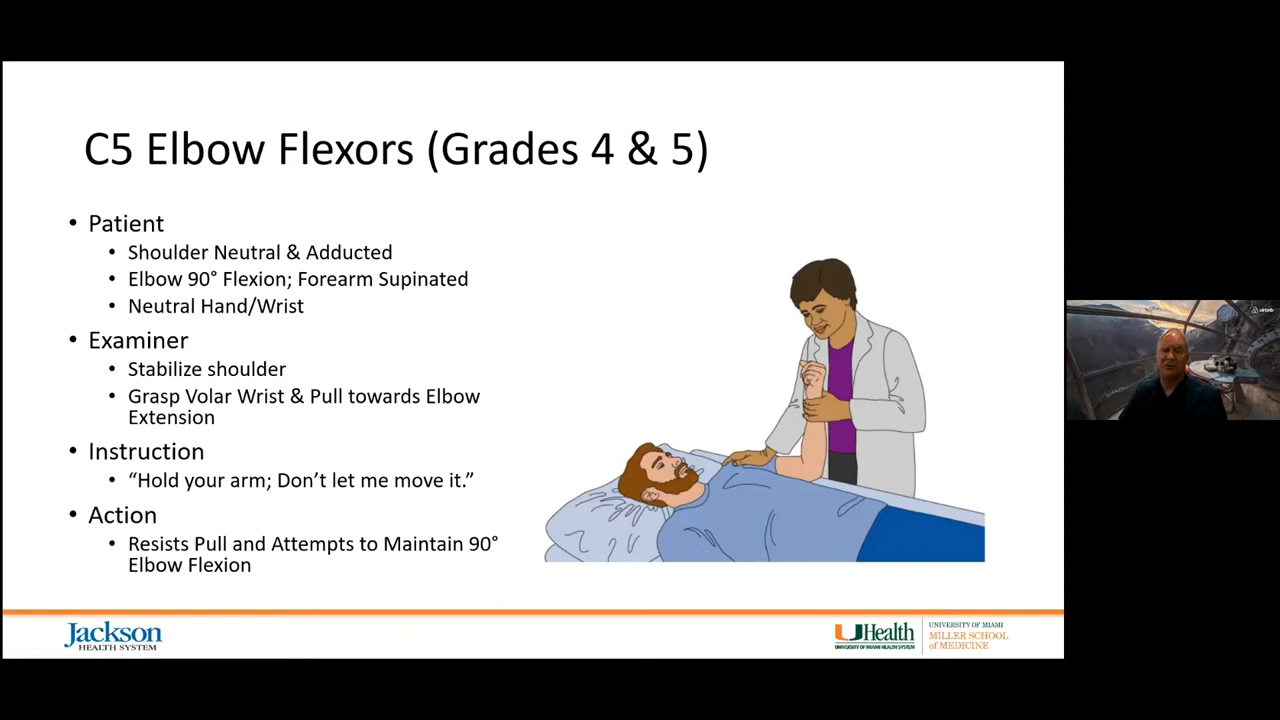 C5 Elbow Flexors (Grades 4 & 5)
• Patient
• Shoulder Neutral & Adducted
• Elbow 90° Flexion; Forearm Supinated
• Neutral Hand/Wrist
• Examiner
• Stabilize shoulder
• Grasp Volar Wrist & Pull towards Elbow
Extension
• Instruction
• “Hold your arm; Don’t let me move it.”
• Action
• Resists Pull and Attempts to Maintain 90°
Elbow Flexion
Jackson
HEALTH SYSTEM
UHealth
UNIVERSITY OF MIAMI HEALTH SYSTEM
UNIVERSITY OF MIAMI
MILLER SCHOOL
of MEDICINE
airbnb